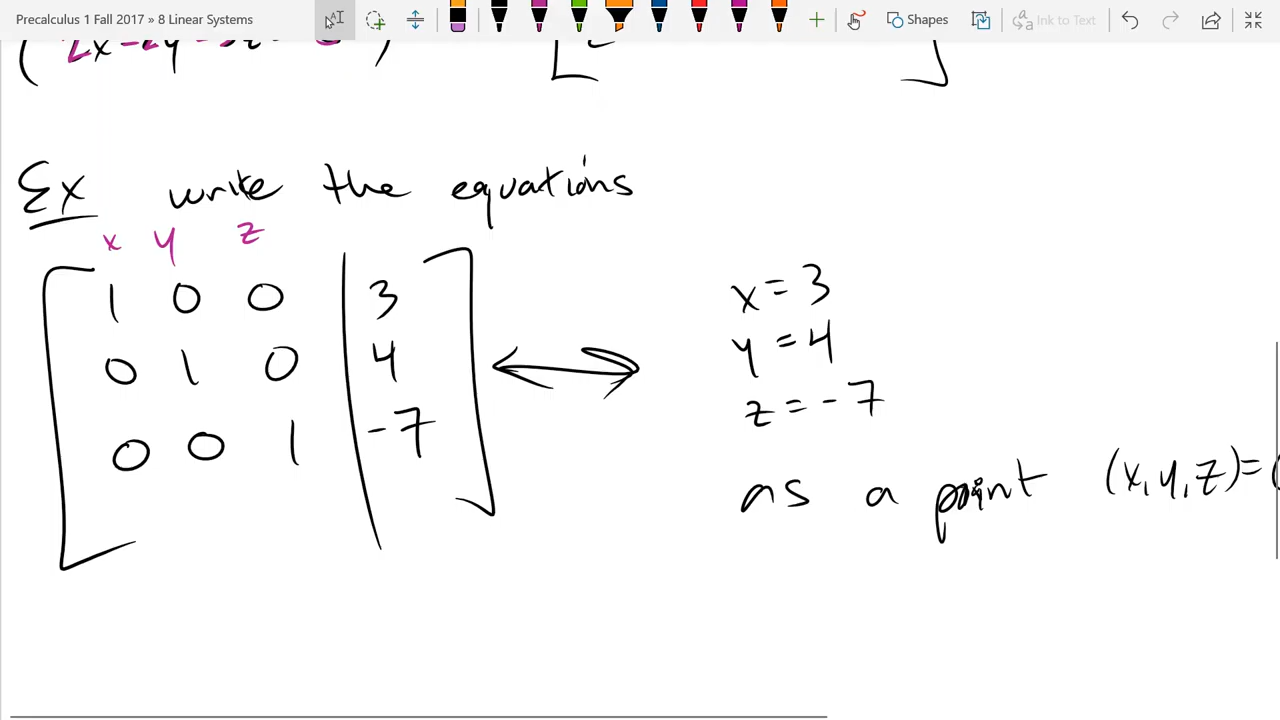 Precalculus 1 Fall 2017 » 8 Linear Systems
Shapes
Ink to Text
Ex write the equations
x y z
1 0 0 3
0 1 0 4
0 0 1 -7
x = 3
y = 4
z = -7
as a point (x, y, z) = (